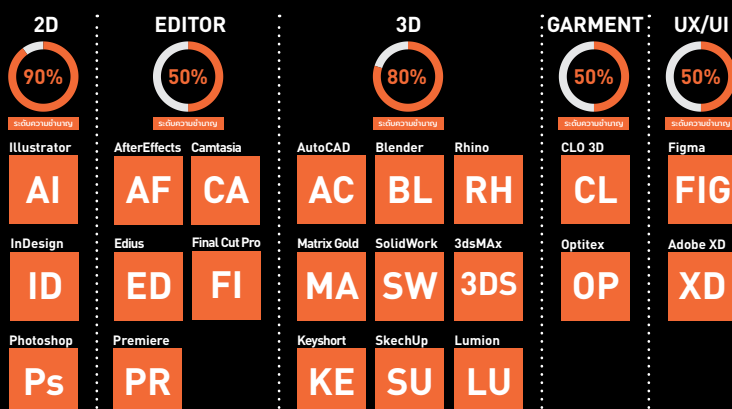 2D
EDITOR
3D
GARMENT
UX/UI
90%
50%
80%
50%
50%
ระดับความชำนาญ
ระดับความชำนาญ
ระดับความชำนาญ
ระดับความชำนาญ
ระดับความชำนาญ
Illustrator
AfterEffects
Camtasia
AutoCAD
Blender
Rhino
CLO 3D
Figma
AI
AF
CA
AC
BL
RH
CL
FIG
InDesign
Edius
Final Cut Pro
Matrix Gold
SolidWork
3dsMAx
Optitex
Adobe XD
ID
ED
FI
MA
SW
3DS
OP
XD
Photoshop
Premiere
Keyshort
SkechUp
Lumion
Ps
PR
KE
SU
LU